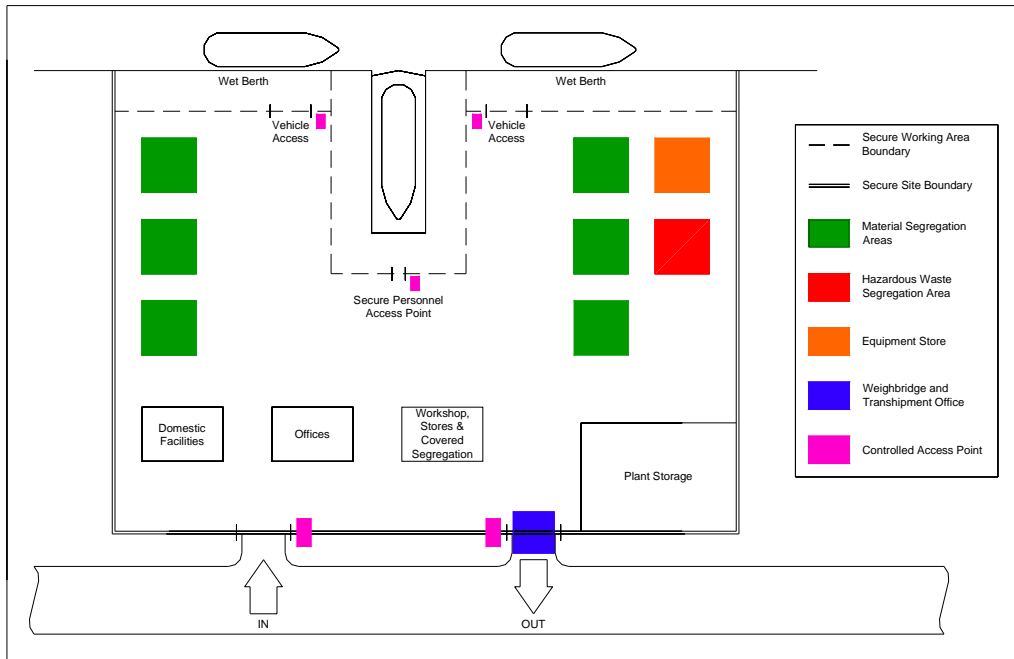 Wet Berth
Wet Berth
Vehicle
Access
Vehicle
Access
Secure Personnel
Access Point
Domestic
Facilities
Offices
Workshop,
Stores &
Covered
Segregation
Plant Storage
IN
OUT
Secure Working Area
Boundary
Secure Site Boundary
Material Segregation
Areas
Hazardous Waste
Segregation Area
Equipment Store
Weighbridge and
Transhipment Office
Controlled Access Point